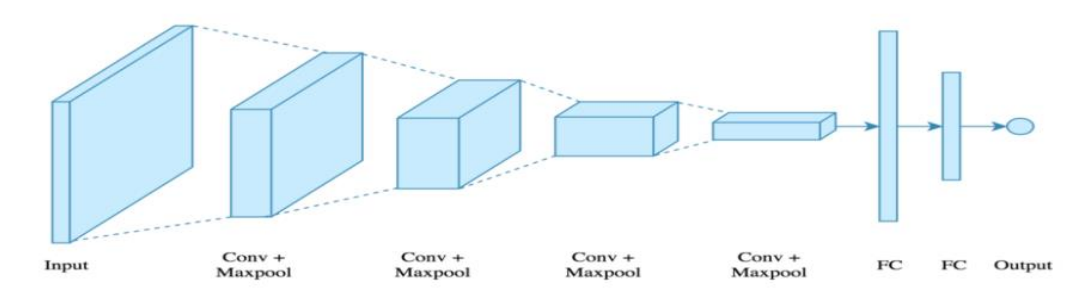 Input
Conv +
Maxpool
Conv +
Maxpool
Conv +
Maxpool
Conv +
Maxpool
FC
FC
Output